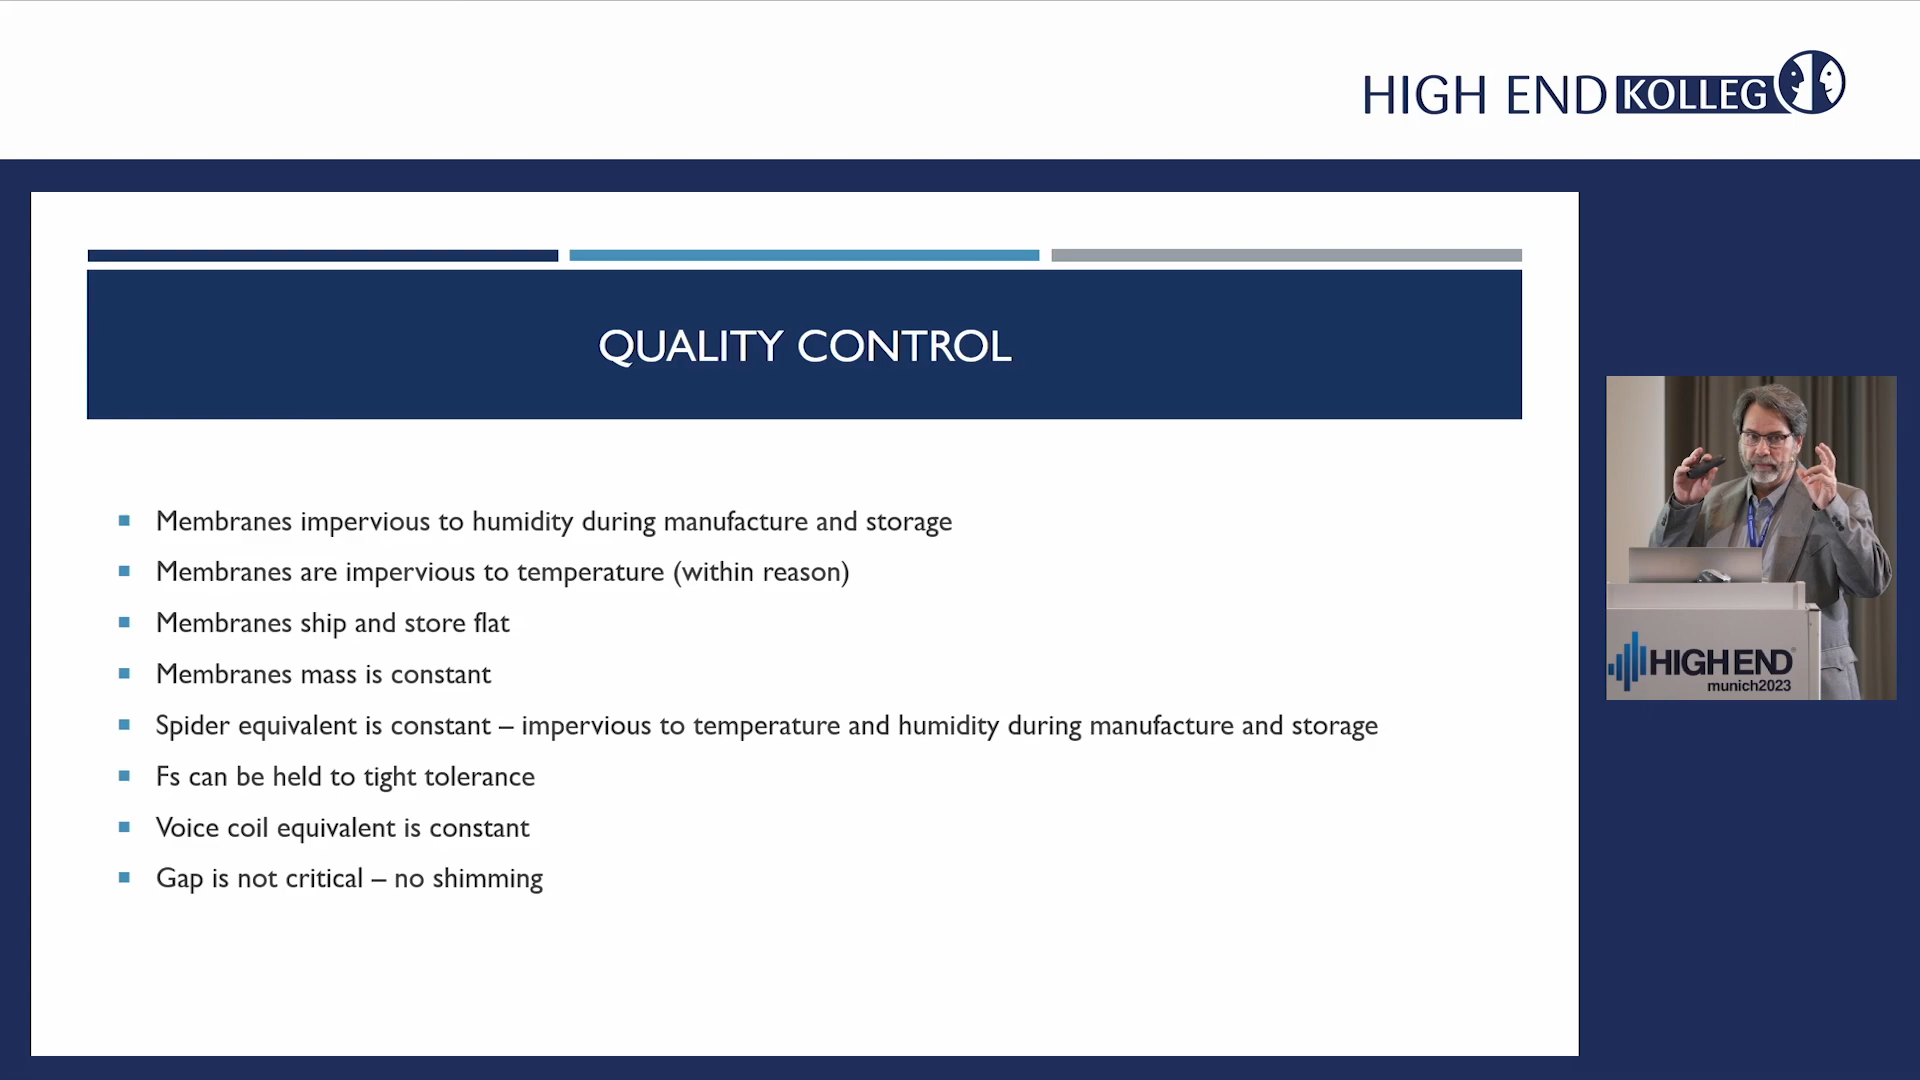 HIGH END KOLLEG
QUALITY CONTROL
Membranes impervious to humidity during manufacture and storage
Membranes are impervious to temperature (within reason)
Membranes ship and store flat
Membranes mass is constant
Spider equivalent is constant – impervious to temperature and humidity during manufacture and storage
Fs can be held to tight tolerance
Voice coil equivalent is constant
Gap is not critical – no shimming
HIGH END®
munich2023